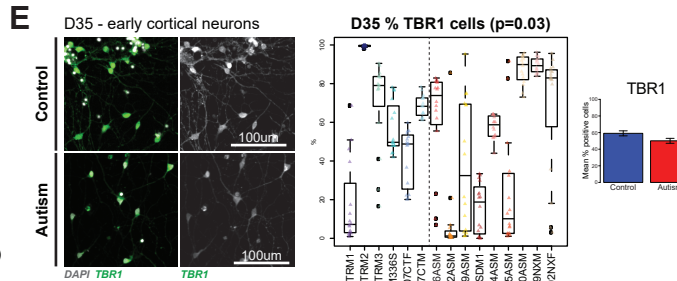 E
D35 - early cortical neurons
Control
100um
Autism
100um
DAPI TBR1
TBR1
D35 % TBR1 cells (p=0.03)
%
100
80
60
40
20
0
TRM1
TRM2
TRM3
336S
7CTF
7CTM
6ASM
2ASM
9ASM
SDM1
4ASM
5ASM
0ASM
9NXM
2NXF
TBR1
Mean % positive cells
100
80
60
40
20
0
Control
Autism